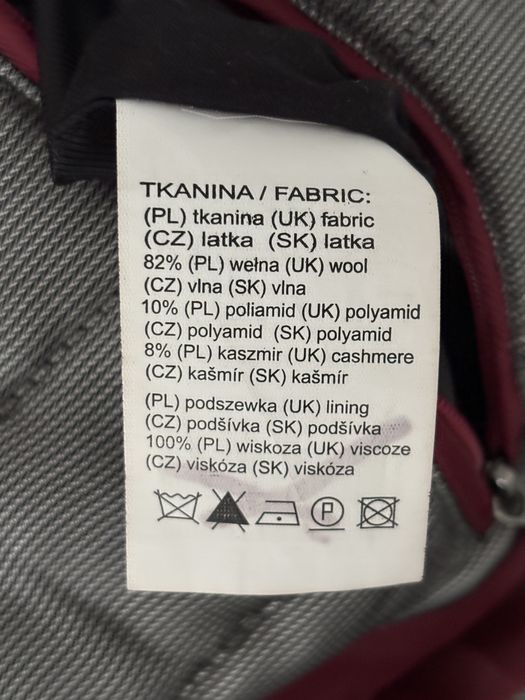 TKANINA / FABRIC:
(PL) tkanina (UK) fabric
(CZ) latka (SK) latka
82% (PL) wełna (UK) wool
(CZ) vlna (SK) vlna
10% (PL) poliamid (UK) polyamid
(CZ) polyamid (SK) polyamid
8% (PL) kaszmir (UK) cashmere
(CZ) kašmír (SK) kašmír
(PL) podszewka (UK) lining
(CZ) podšívka (SK) podšívka
100% (PL) wiskoza (UK) viscoze
(CZ) viskóza (SK) viskóza
P